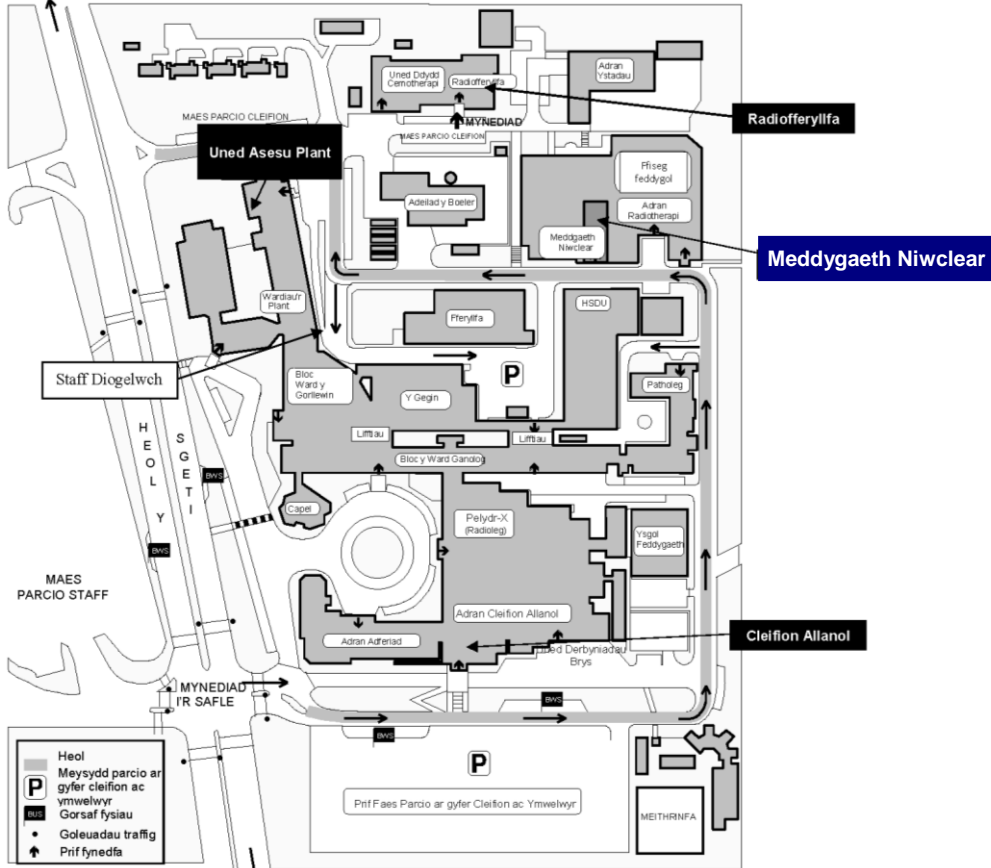 Uned Ddydd
Cemotherapi
Radiofferyllfa
Adran
Ystadau
MAES PARCIO CLEIFION
MYNEDIAD
MAES PARCIO CLEIFION
Radiofferyllfa
Uned Asesu Plant
Ffiseg
feddygol
Adeilad y Boeler
Adran
Radiotherapi
Meddgaeth
Niwclear
Meddygaeth Niwclear
Wardiau'r
Plant
Fferyllfa
HSDU
Staff Diogelwch
Bloc
Ward y
Gorllewin
Y Gegin
P
Patholeg
Lifftiau
Lifftiau
HEOL Y SGETI
Bloc y Ward Ganolog
BWS
Capel
Pelydr-X
(Radioleg)
Ysgol
Feddygaeth
BWS
MAES
PARCIO STAFF
Adran Cleifion Allanol
Adran Adferiad
Cleifion Allanol
Uned Derbyniadau
Brys
MYNEDIAD
I'R SAFLE
BWS
BWS
P
Prif Faes Parcio ar gyfer Cleifion ac Ymwelwyr
MEITHRINFA
Heol
P Meysydd parcio ar
gyfer cleifion ac
ymwelwyr
BUS Gorsaf fysiau
Goleuadau traffig
Prif fynedfa